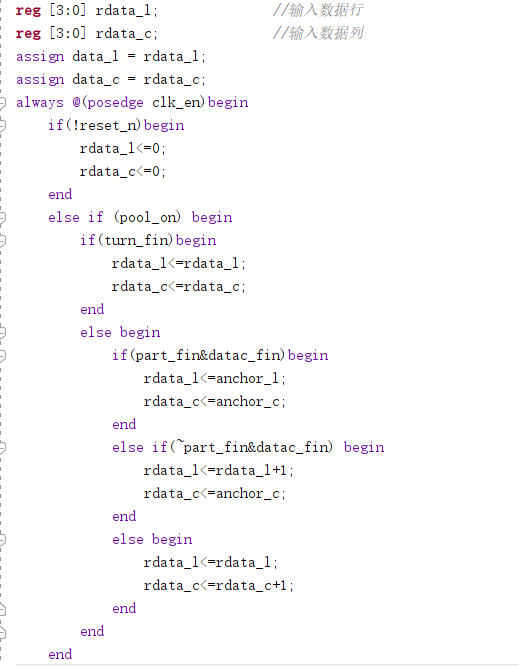 reg [3:0] rdata_l;              //输入数据行
reg [3:0] rdata_c;              //输入数据列
assign data_l = rdata_l;
assign data_c = rdata_c;
always @(posedge clk_en)begin
    if(!reset_n)begin
        rdata_l<=0;
        rdata_c<=0;
    end
    else if (pool_on) begin
        if(turn_fin)begin
            rdata_l<=rdata_l;
            rdata_c<=rdata_c;
        end
        else begin
            if(part_fin&datac_fin)begin
                rdata_l<=anchor_l;
                rdata_c<=anchor_c;
            end
            else if(~part_fin&datac_fin) begin
                rdata_l<=rdata_l+1;
                rdata_c<=anchor_c;
            end
            else begin
                rdata_l<=rdata_l;
                rdata_c<=rdata_c+1;
            end
        end
    end